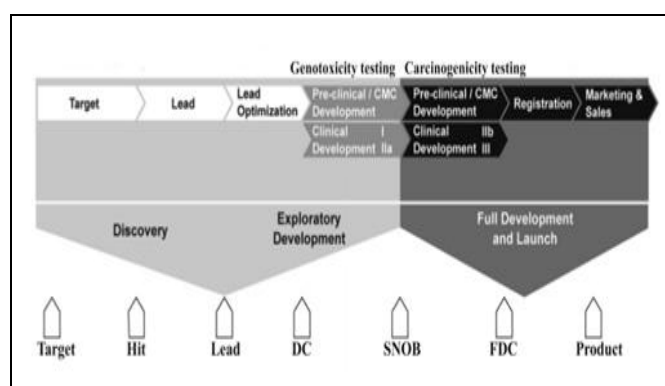 Genotoxicity testing Carcinogenicity testing
Target
Lead
Lead
Optimization
Pre-clinical / CMC
Development
Clinical I
Development IIa
Pre-clinical / CMC
Development
Clinical IIb
Development III
Registration
Marketing &
Sales
Discovery
Exploratory
Development
Full Development
and Launch
Target Hit Lead DC SNOB FDC Product